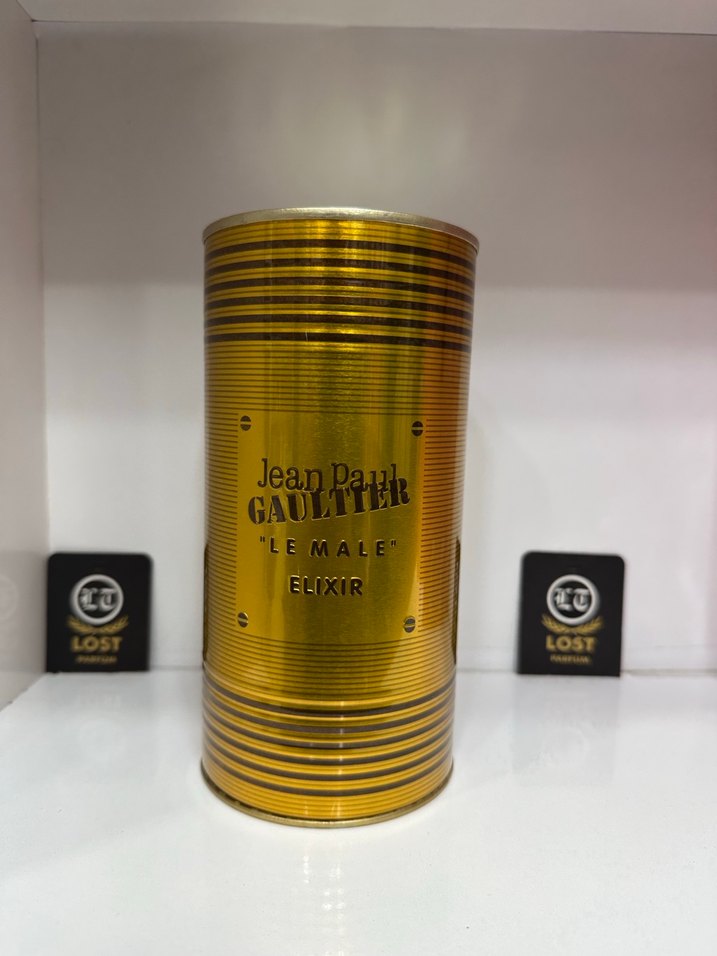 Jean Paul
GAULTIER
"LE MALE"
ELIXIR
LT
LOST
PARFUM
LT
LOST
PARFUM